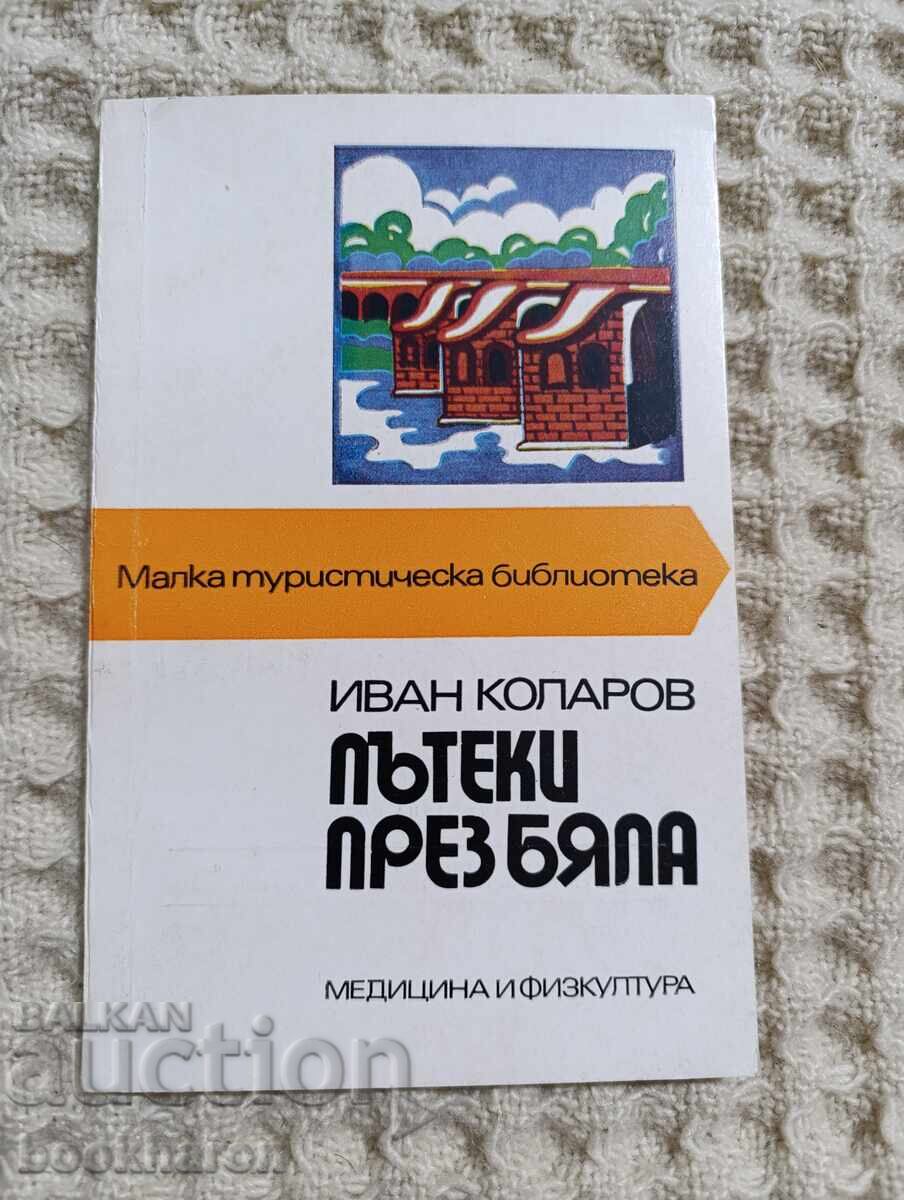 Малка туристическа библиотека
ИВАН КОЛАРОВ
ПЪТЕКИ
ПРЕЗ БЯЛА
МЕДИЦИНА И ФИЗКУЛТУРА
BALKAN
auction
bookharon